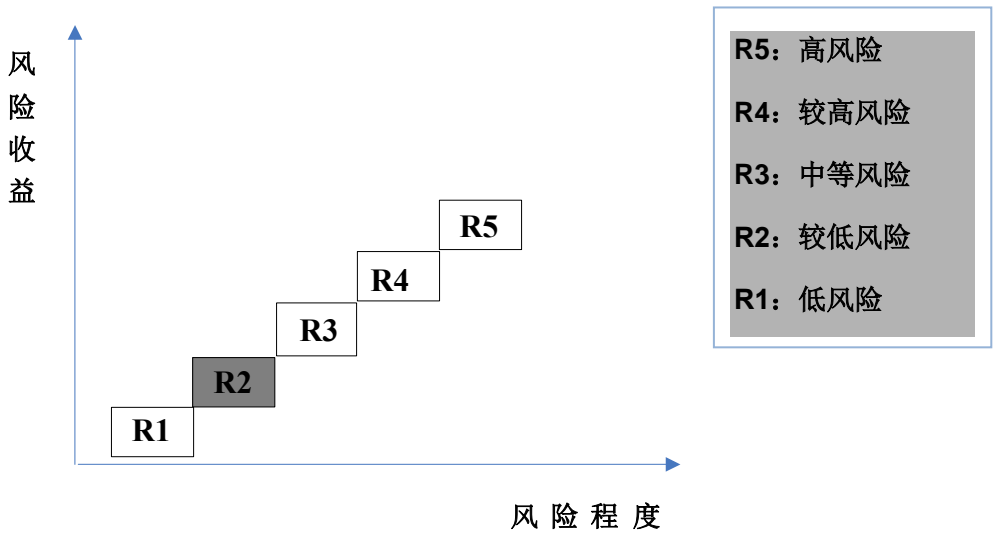 风险收益
R5
R4
R3
R2
R1
风险程度
R5：高风险
R4：较高风险
R3：中等风险
R2：较低风险
R1：低风险